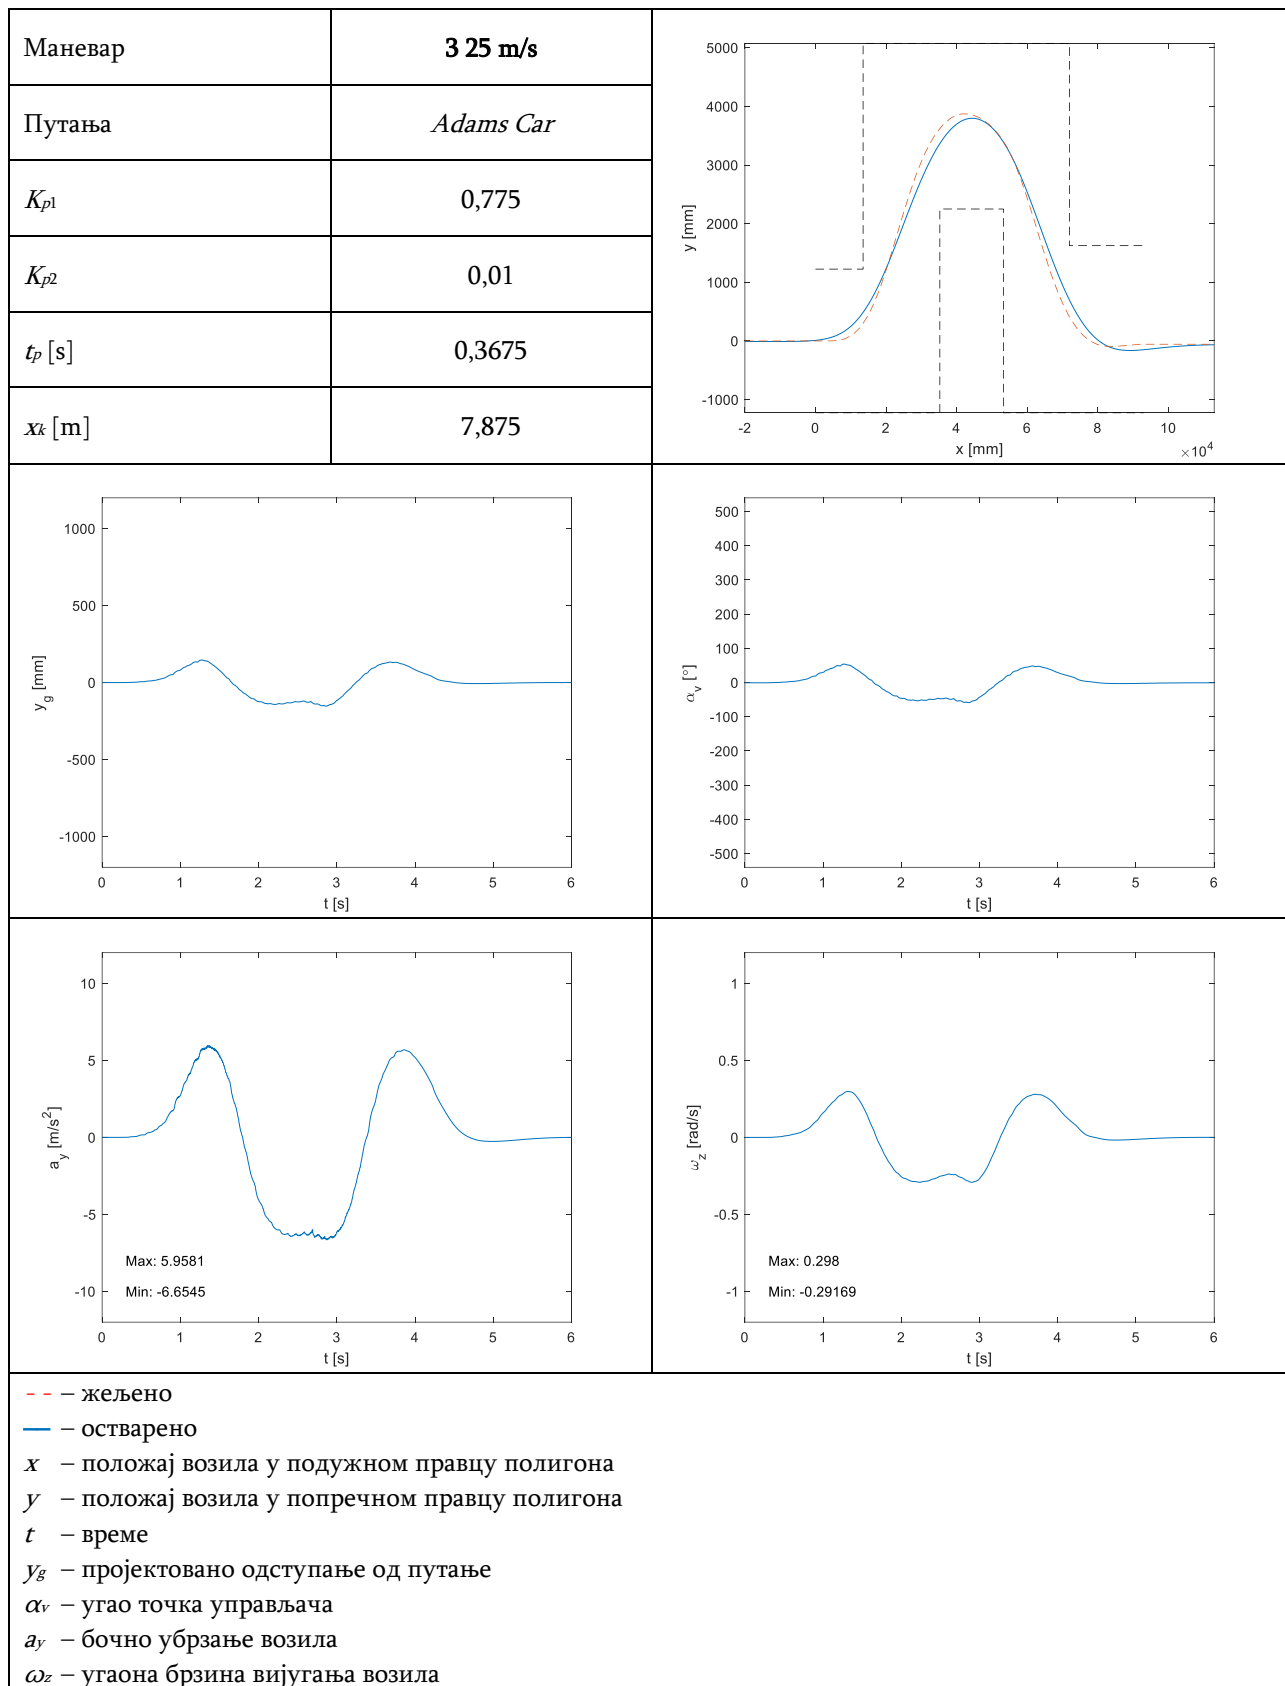 Маневар 3 25 m/s
Путања Adams Car
Kp1 0,775
Kp2 0,01
tp [s] 0,3675
xk [m] 7,875
5000
4000
3000
2000
1000
0
-1000
y [mm]
-2 0 2 4 6 8 10
x [mm] ×10^4
1000
500
0
-500
-1000
y_g [mm]
0 1 2 3 4 5 6
t [s]
500
400
300
200
100
0
-100
-200
-300
-400
-500
α_v [°]
0 1 2 3 4 5 6
t [s]
10
5
0
-5
-10
a_y [m/s^2]
Max: 5.9581
Min: -6.6545
0 1 2 3 4 5 6
t [s]
1
0.5
0
-0.5
-1
ω_z [rad/s]
Max: 0.298
Min: -0.29169
0 1 2 3 4 5 6
t [s]
– жељено
– остварено
x – положај возила у подужном правцу полигона
y – положај возила у попречном правцу полигона
t – време
yg – пројектовано одступање од путање
αv – угао точка управљача
ay – бочно убрзање возила
ωz – угаона брзина вијугања возила